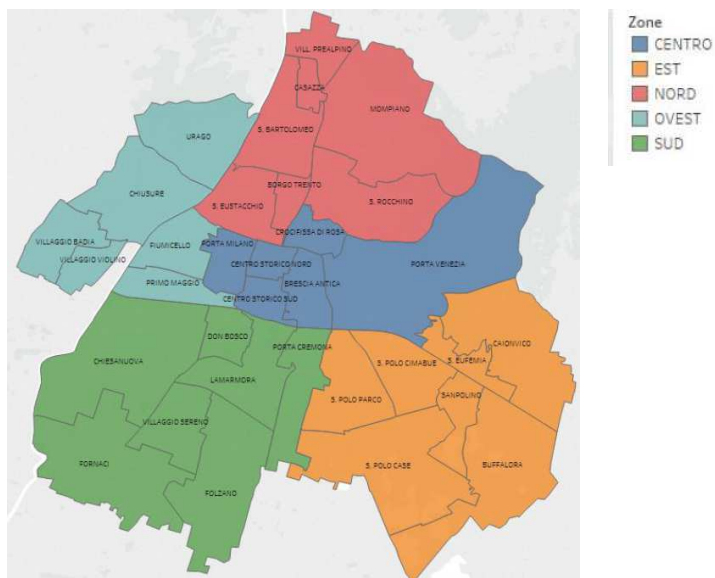 VILL. PREALPINO
CASAZZA
MOMPIANO
URAGO
S. BARTOLOMEO
CHIUSURE
BORGO TRENTO
S. ROCCHINO
S. EUSTACCHIO
CROCIFISSA DI ROSA
VILLAGGIO BADIA
FIUMICELLO
PORTA MILANO
VILLAGGIO VIOLINO
CENTRO STORICO NORD
PORTA VENEZIA
PRIMO MAGGIO
BRESCIA ANTICA
CENTRO STORICO SUD
DON BOSCO
PORTA CREMONA
CAIONVICO
CHIESANUOVA
S. POLO CIMABUE
S. EUFEMIA
LAMARMORA
S. POLO PARCO
SANPOLINO
VILLAGGIO SERENO
FORNACI
S. POLO CASE
BUFFALORA
FOLZANO
Zone
CENTRO
EST
NORD
OVEST
SUD